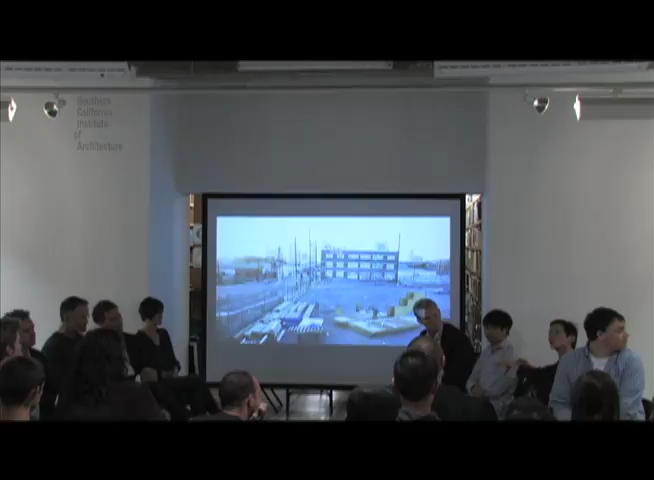 Southern
California
Institute
of
Architecture